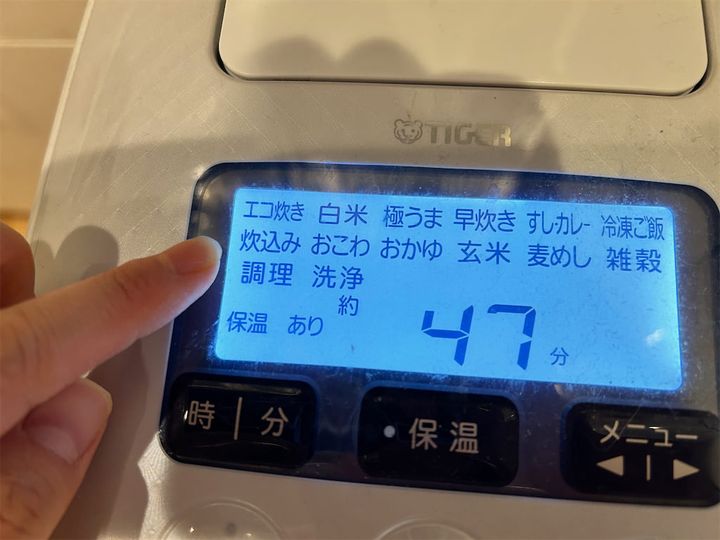 TIGER
エコ炊き 白米 極うま 早炊き すし・カレー 冷凍ご飯
炊込み おこわ おかゆ 玄米 麦めし 雑穀
調理 洗浄
約
保温 あり 47 分
時 | 分 保温 メニュー